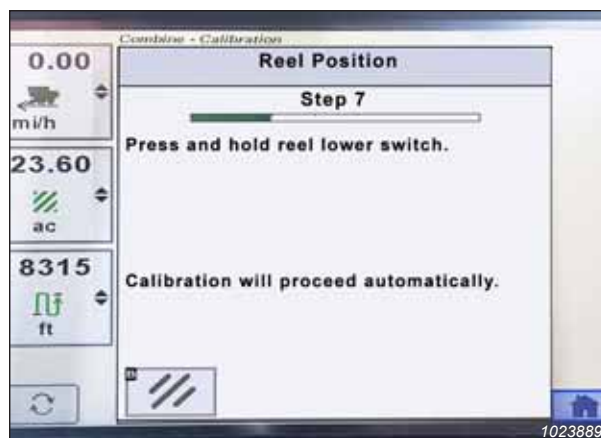 Combine - Calibration
0.00
mi/h
23.60
ac
8315
ft
Reel Position
Step 7
Press and hold reel lower switch.
Calibration will proceed automatically.
1023889